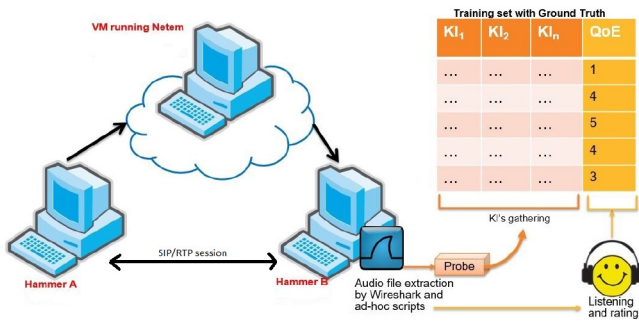 VM running Netem
Training set with Ground Truth
KI1 KI2 KIn QoE
... ... ... 1
... ... ... 4
... ... ... 5
... ... ... 4
... ... ... 3
KI's gathering
SIP/RTP session
Hammer A
Hammer B
Probe
Audio file extraction
by Wireshark and
ad-hoc scripts
Listening
and rating